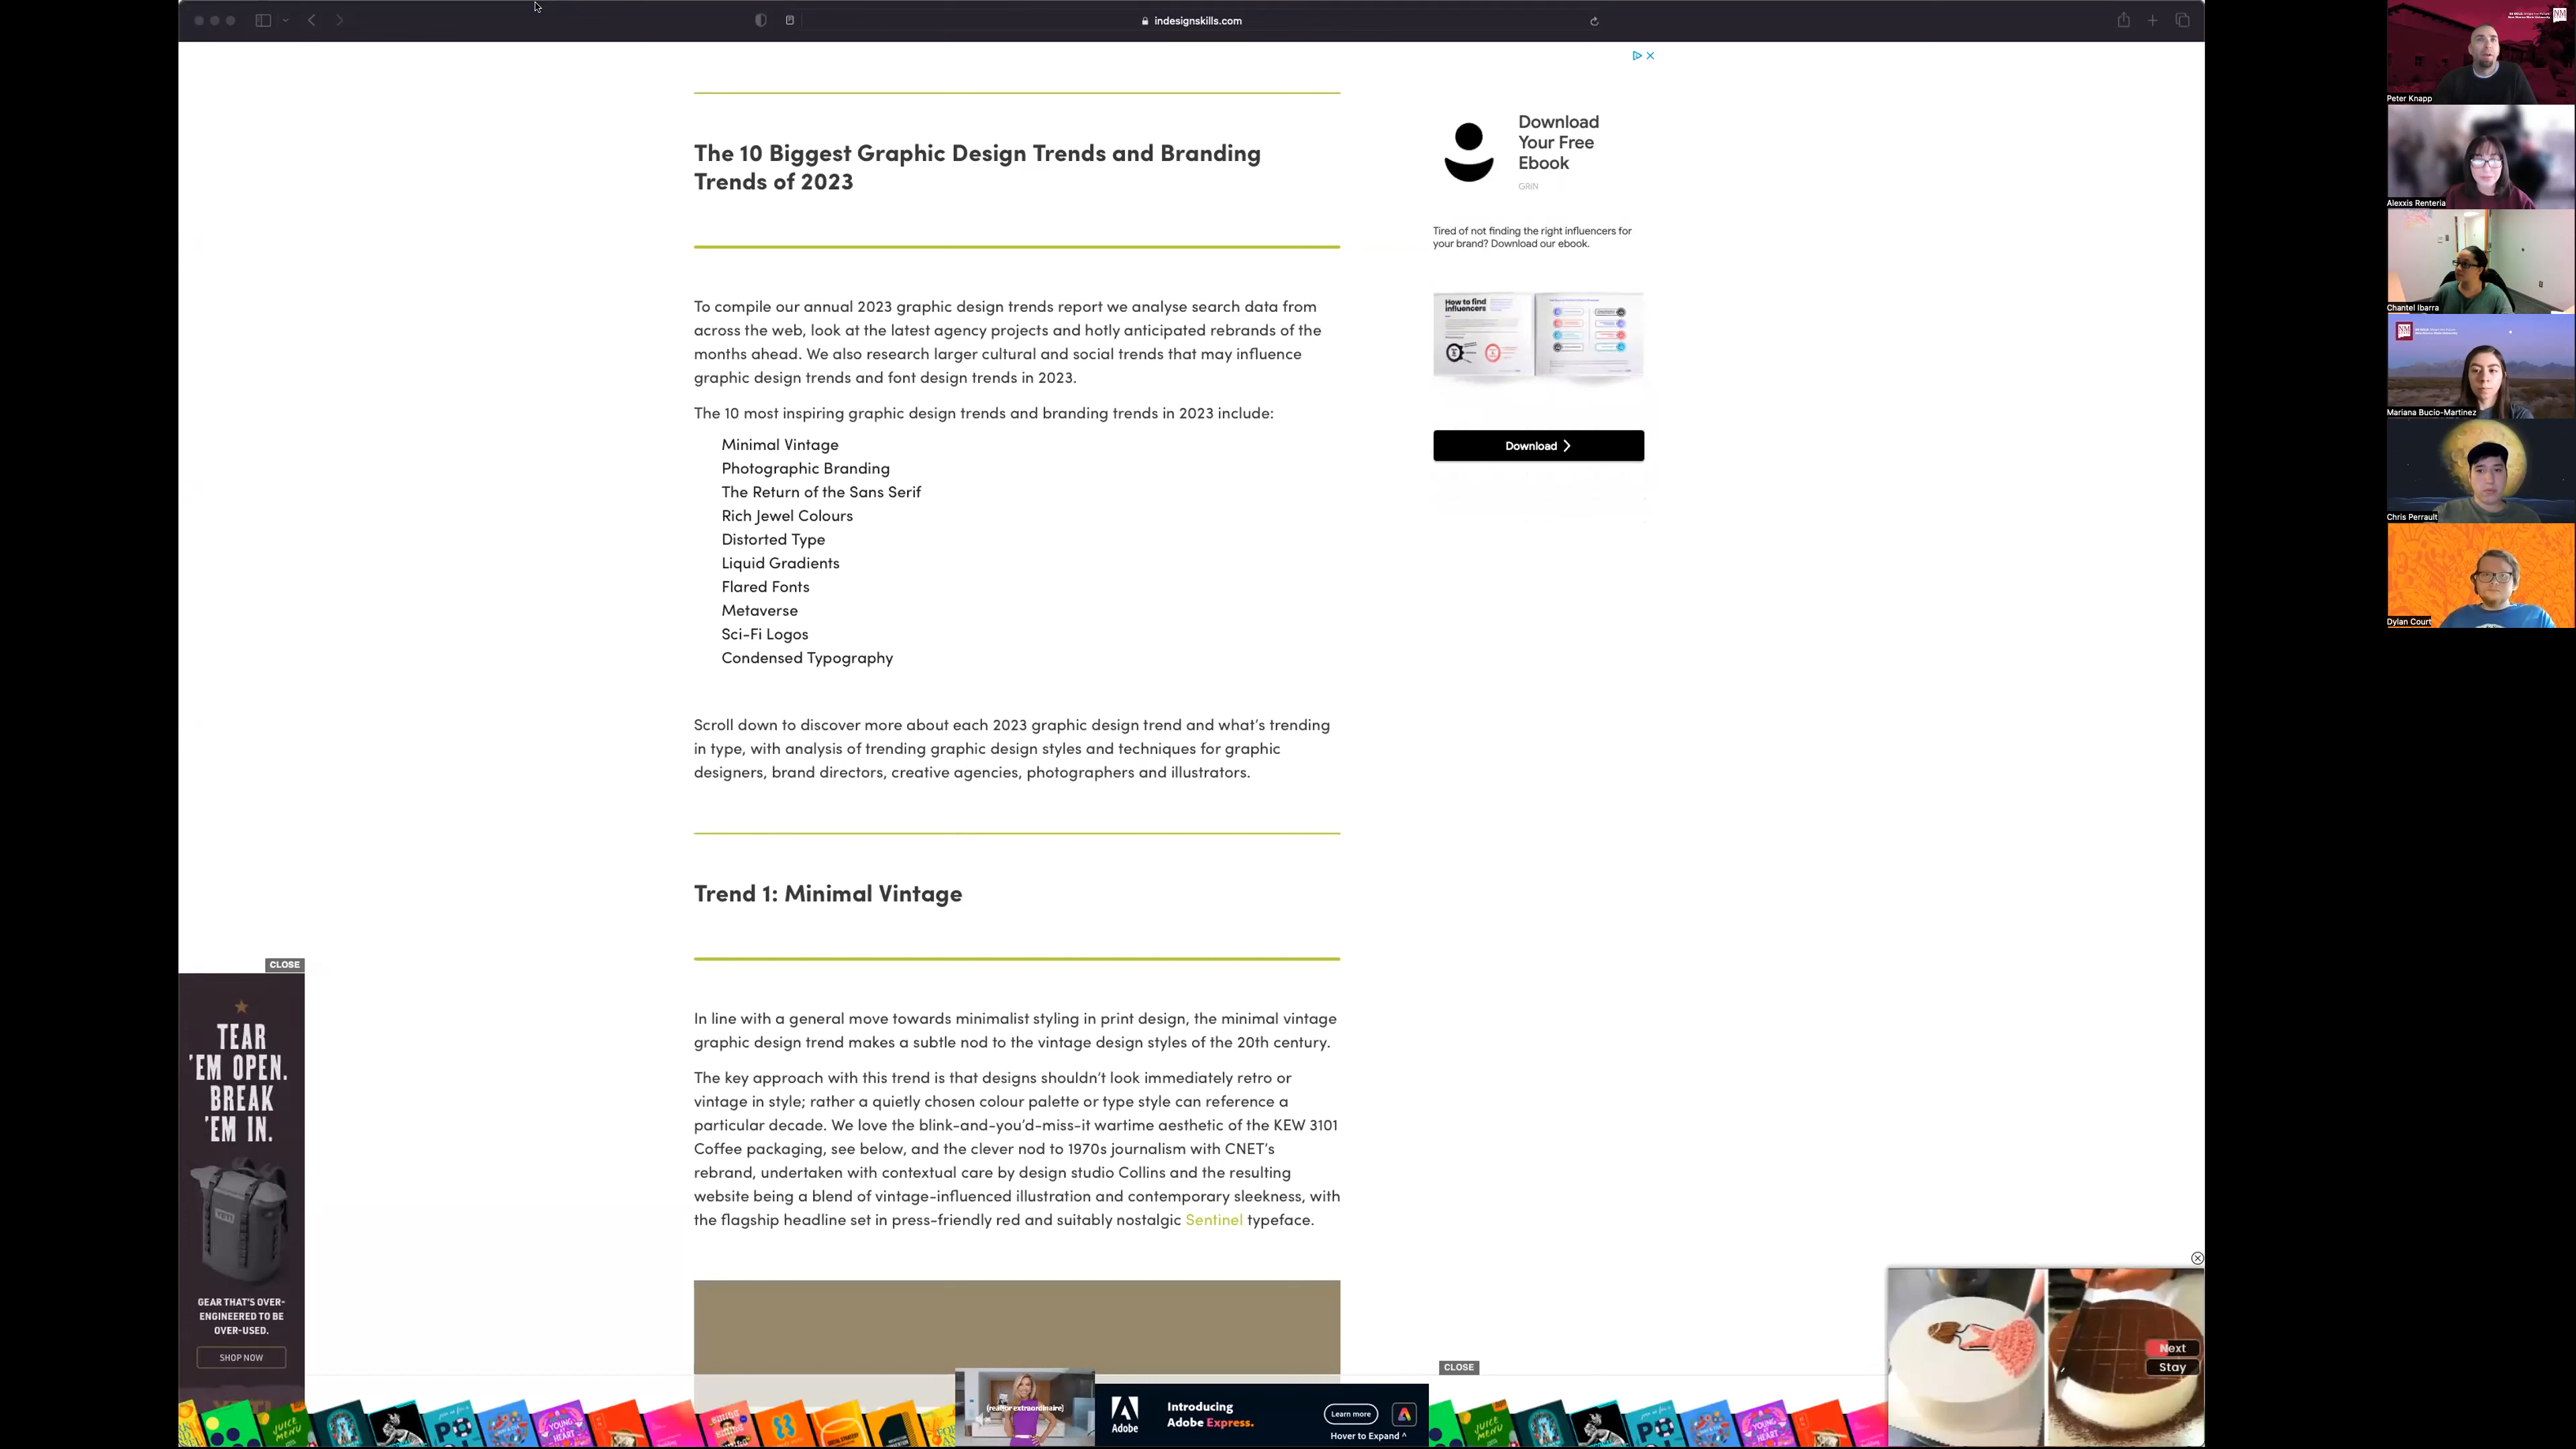 indesignskills.com
The 10 Biggest Graphic Design Trends and Branding
Trends of 2023
To compile our annual 2023 graphic design trends report we analyse search data from
across the web, look at the latest agency projects and hotly anticipated rebrands of the
months ahead. We also research larger cultural and social trends that may influence
graphic design trends and font design trends in 2023.
The 10 most inspiring graphic design trends and branding trends in 2023 include:
Minimal Vintage
Photographic Branding
The Return of the Sans Serif
Rich Jewel Colours
Distorted Type
Liquid Gradients
Flared Fonts
Metaverse
Sci-Fi Logos
Condensed Typography
Scroll down to discover more about each 2023 graphic design trend and what's trending
in type, with analysis of trending graphic design styles and techniques for graphic
designers, brand directors, creative agencies, photographers and illustrators.
Trend 1: Minimal Vintage
In line with a general move towards minimalist styling in print design, the minimal vintage
graphic design trend makes a subtle nod to the vintage design styles of the 20th century.
The key approach with this trend is that designs shouldn't look immediately retro or
vintage in style; rather a quietly chosen colour palette or type style can reference a
particular decade. We love the blink-and-you'd-miss-it wartime aesthetic of the KEW 3101
Coffee packaging, see below, and the clever nod to 1970s journalism with CNET's
rebrand, undertaken with contextual care by design studio Collins and the resulting
website being a blend of vintage-influenced illustration and contemporary sleekness, with
the flagship headline set in press-friendly red and suitably nostalgic Sentinel typeface.
Download
Your Free
Ebook
GRIN
Tired of not finding the right influencers for
your brand? Download our ebook.
How to find
influencers
Download
CLOSE
TEAR
'EM OPEN.
BREAK
'EM IN.
YETI
GEAR THAT'S OVER-
ENGINEERED TO BE
OVER-USED.
SHOP NOW
JUICE
MENU
YOUNG
HEART
(realtor extraordinaire)
Adobe
Introducing
Adobe Express.
Learn more
Hover to Expand ^
CLOSE
JUICE
MENU
YOUNG
HEART
Next
Stay
NM
Peter Knapp
Alexxis Renteria
Chantel Ibarra
NM
Mariana Bucio-Martinez
Chris Perrault
Dylan Court